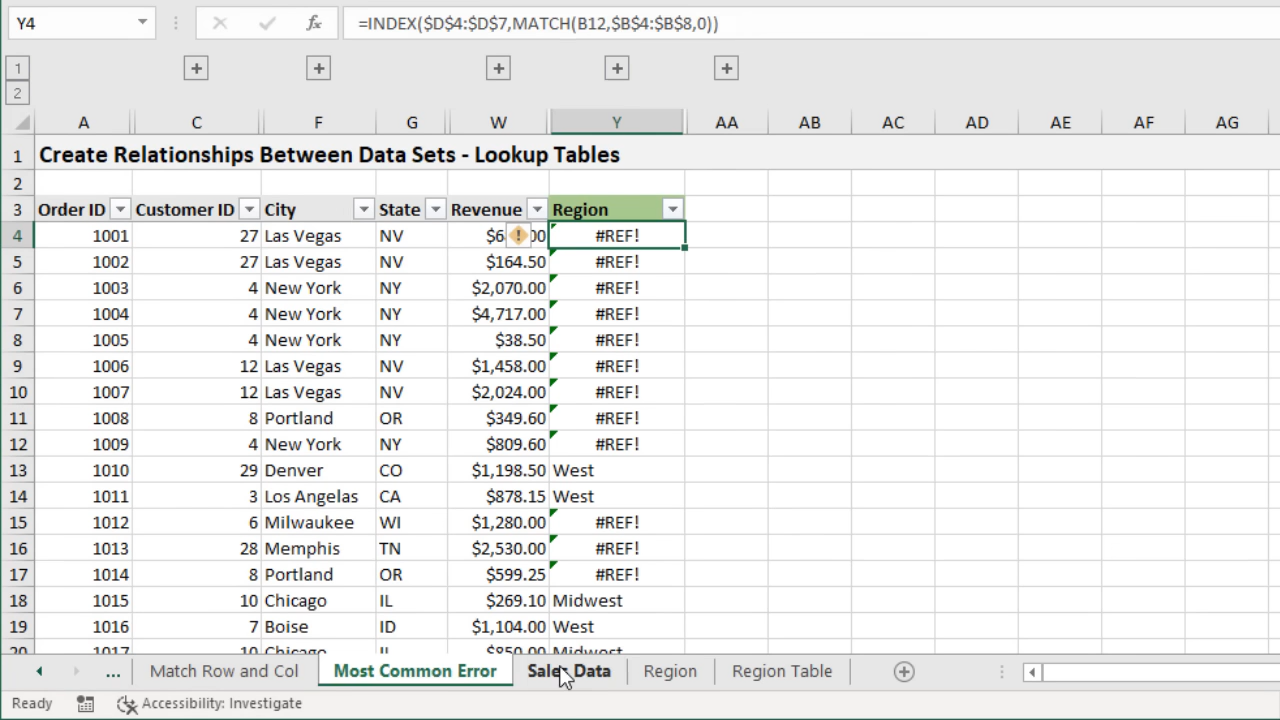 Y4 fx =INDEX($D$4:$D$7,MATCH(B12,$B$4:$B$8,0))
1
2
A C F G W Y AA AB AC AD AE AF AG
1 Create Relationships Between Data Sets - Lookup Tables
2
3 Order ID Customer ID City State Revenue Region
4 1001 27 Las Vegas NV #REF!
5 1002 27 Las Vegas NV $164.50 #REF!
6 1003 4 New York NY $2,070.00 #REF!
7 1004 4 New York NY $4,717.00 #REF!
8 1005 4 New York NY $38.50 #REF!
9 1006 12 Las Vegas NV $1,458.00 #REF!
10 1007 12 Las Vegas NV $2,024.00 #REF!
11 1008 8 Portland OR $349.60 #REF!
12 1009 4 New York NY $809.60 #REF!
13 1010 29 Denver CO $1,198.50 West
14 1011 3 Los Angelas CA $878.15 West
15 1012 6 Milwaukee WI $1,280.00 #REF!
16 1013 28 Memphis TN $2,530.00 #REF!
17 1014 8 Portland OR $599.25 #REF!
18 1015 10 Chicago IL $269.10 Midwest
19 1016 7 Boise ID $1,104.00 West
20 1017 10 Chicago IL $850.00 Midwest
... Match Row and Col Most Common Error Sales Data Region Region Table
Ready Accessibility: Investigate